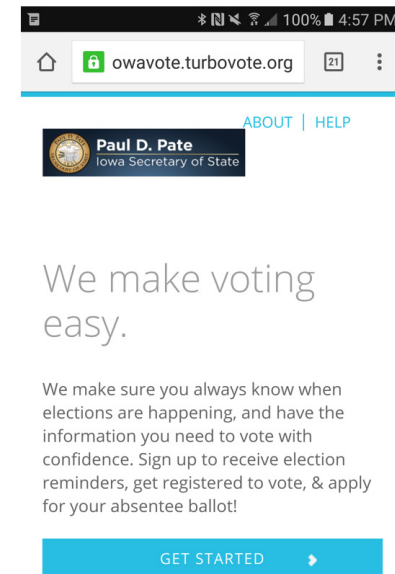 100% 4:57 PM
owavote.turbovote.org 21
ABOUT | HELP
Paul D. Pate
Iowa Secretary of State
We make voting
easy.
We make sure you always know when
elections are happening, and have the
information you need to vote with
confidence. Sign up to receive election
reminders, get registered to vote, & apply
for your absentee ballot!
GET STARTED